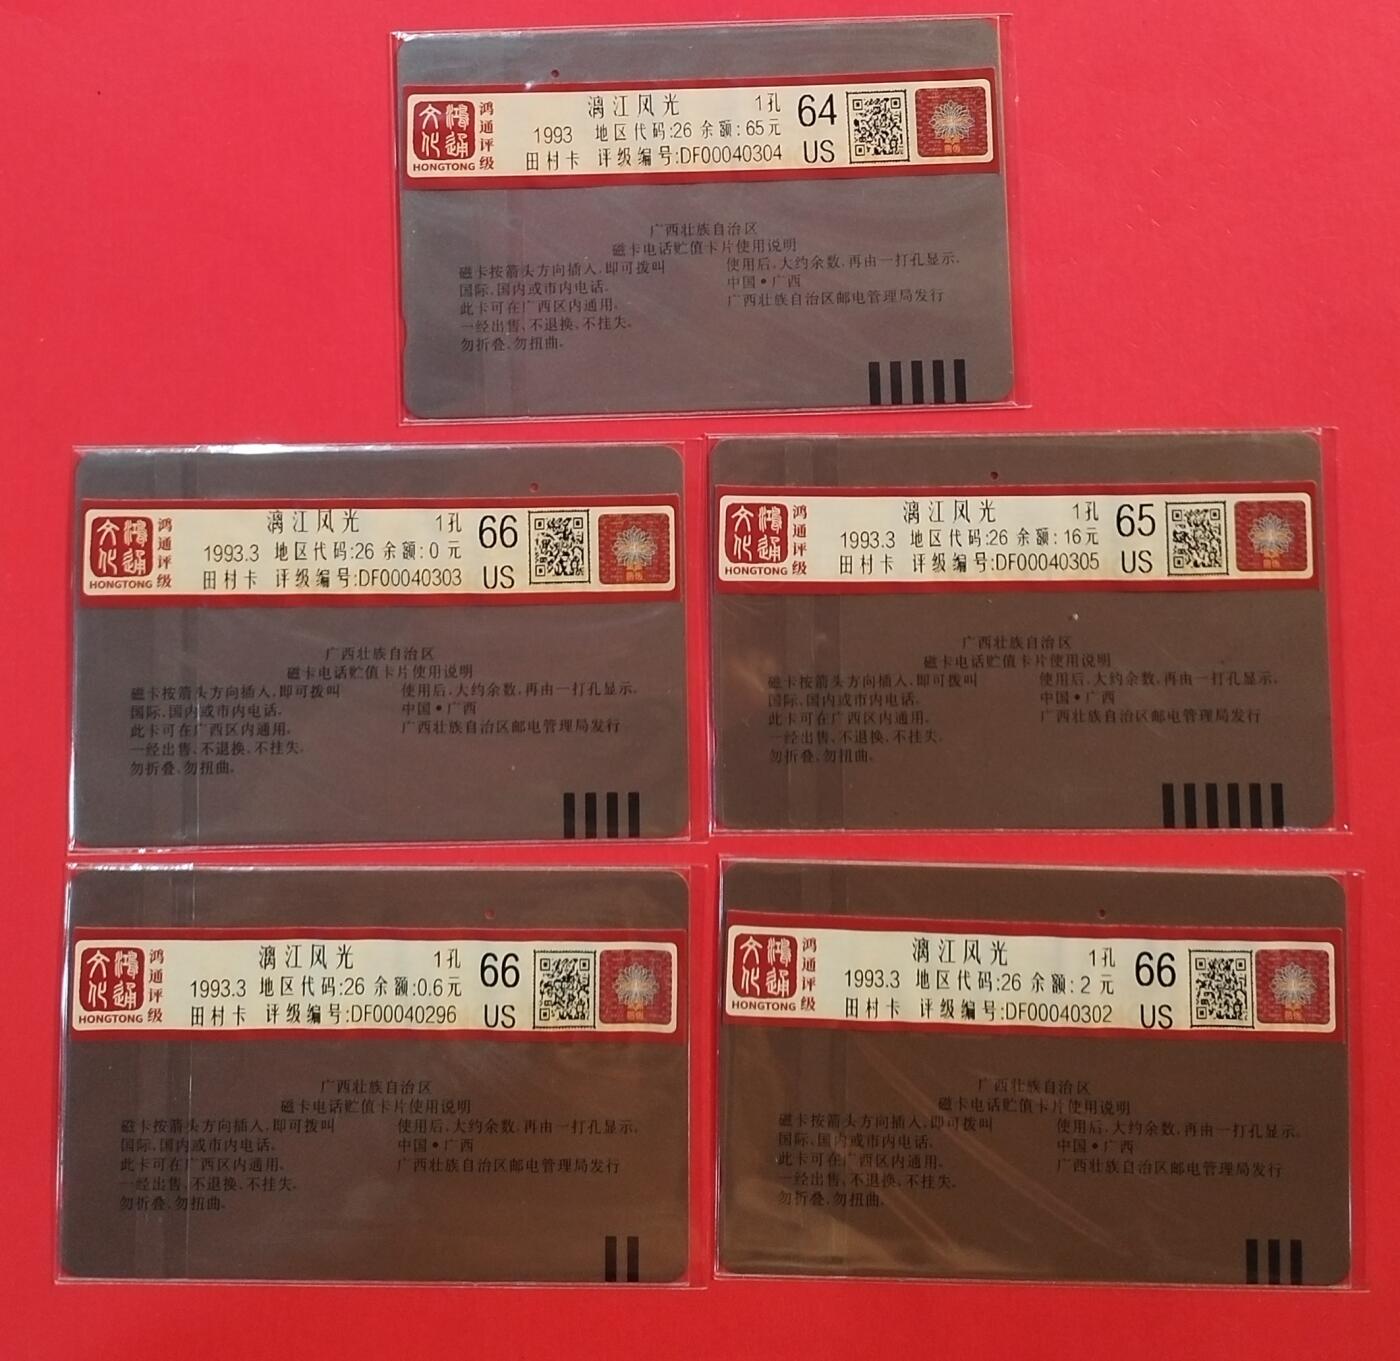 鸿通文化
HONGTONG
鸿通评级
漓江风光 1孔
1993 地区代码:26 余额:65元
田村卡 评级编号:DF00040304
64
US
广西壮族自治区
磁卡电话贮值卡片使用说明
磁卡按箭头方向插入,即可拨叫
国际、国内或市内电话。
此卡可在广西区内通用。
一经出售、不退换、不挂失。
勿折叠、勿扭曲。
使用后,大约余数,再由一打孔显示。
中国•广西
广西壮族自治区邮电管理局发行
鸿通文化
HONGTONG
鸿通评级
漓江风光 1孔
1993.3 地区代码:26 余额:0 元
田村卡 评级编号:DF00040303
66
US
广西壮族自治区
磁卡电话贮值卡片使用说明
磁卡按箭头方向插入,即可拨叫
国际、国内或市内电话。
此卡可在广西区内通用。
一经出售、不退换、不挂失。
勿折叠、勿扭曲。
使用后,大约余数,再由一打孔显示。
中国•广西
广西壮族自治区邮电管理局发行
鸿通文化
HONGTONG
鸿通评级
漓江风光 1孔
1993.3 地区代码:26 余额:16元
田村卡 评级编号:DF00040305
65
US
广西壮族自治区
磁卡电话贮值卡片使用说明
磁卡按箭头方向插入,即可拨叫
国际、国内或市内电话。
此卡可在广西区内通用。
一经出售、不退换、不挂失。
勿折叠、勿扭曲。
使用后,大约余数,再由一打孔显示。
中国•广西
广西壮族自治区邮电管理局发行
鸿通文化
HONGTONG
鸿通评级
漓江风光 1孔
1993.3 地区代码:26 余额:0.6元
田村卡 评级编号:DF00040296
66
US
广西壮族自治区
磁卡电话贮值卡片使用说明
磁卡按箭头方向插入,即可拨叫
国际、国内或市内电话。
此卡可在广西区内通用。
一经出售、不退换、不挂失。
勿折叠、勿扭曲。
使用后,大约余数,再由一打孔显示。
中国•广西
广西壮族自治区邮电管理局发行
鸿通文化
HONGTONG
鸿通评级
漓江风光 1孔
1993.3 地区代码:26 余额:2 元
田村卡 评级编号:DF00040302
66
US
广西壮族自治区
磁卡电话贮值卡片使用说明
磁卡按箭头方向插入,即可拨叫
国际、国内或市内电话。
此卡可在广西区内通用。
一经出售、不退换、不挂失。
勿折叠、勿扭曲。
使用后,大约余数,再由一打孔显示。
中国•广西
广西壮族自治区邮电管理局发行